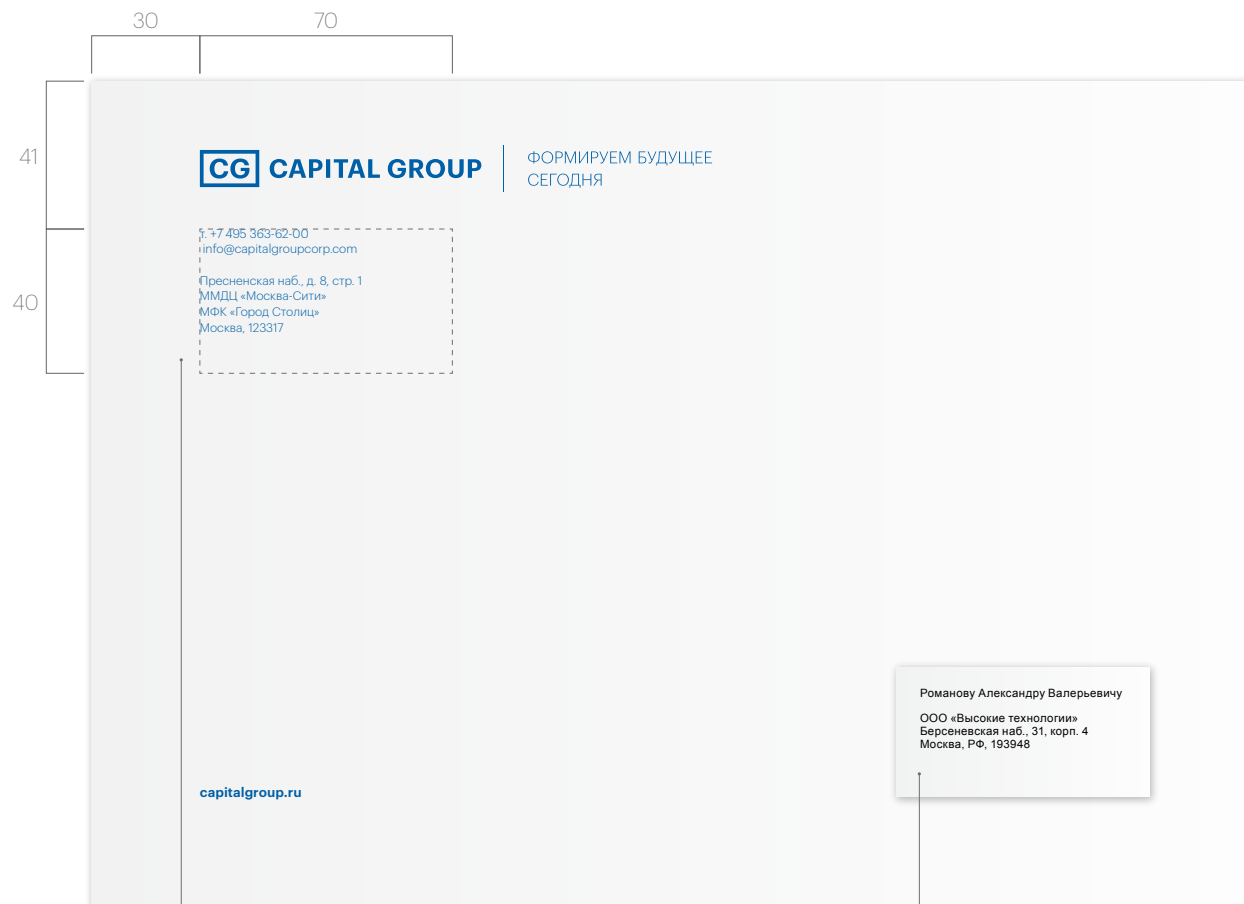 30
70
41
CG CAPITAL GROUP
ФОРМИРУЕМ БУДУЩЕЕ
СЕГОДНЯ
т. +7 495 363-62-00
info@capitalgroupcorp.com
40
Пресненская наб., д. 8, стр. 1
ММДЦ «Москва-Сити»
МФК «Город Столиц»
Москва, 123317
Романову Александру Валерьевичу
ООО «Высокие технологии»
Берсеневская наб., 31, корп. 4
Москва, РФ, 193948
capitalgroup.ru